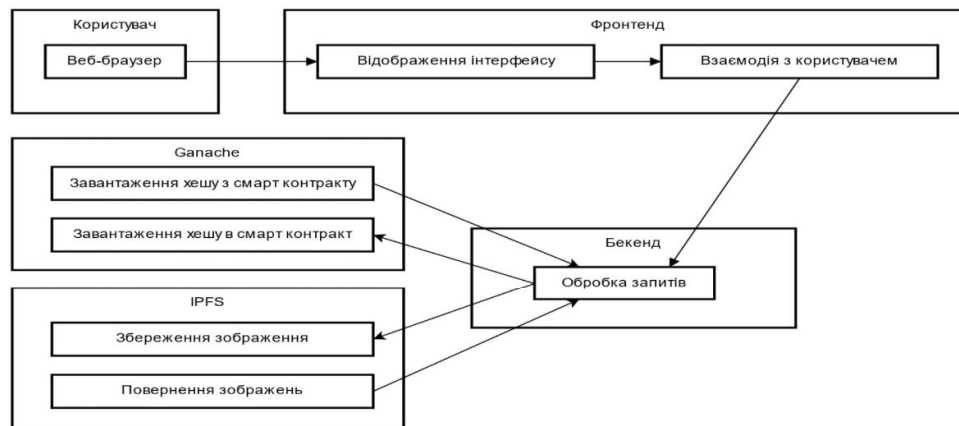 Користувач
Веб-браузер
Фронтенд
Відображення інтерфейсу
Взаємодія з користувачем
Ganache
Завантаження хешу з смарт контракту
Завантаження хешу в смарт контракт
Бекенд
Обробка запитів
IPFS
Збереження зображення
Повернення зображень